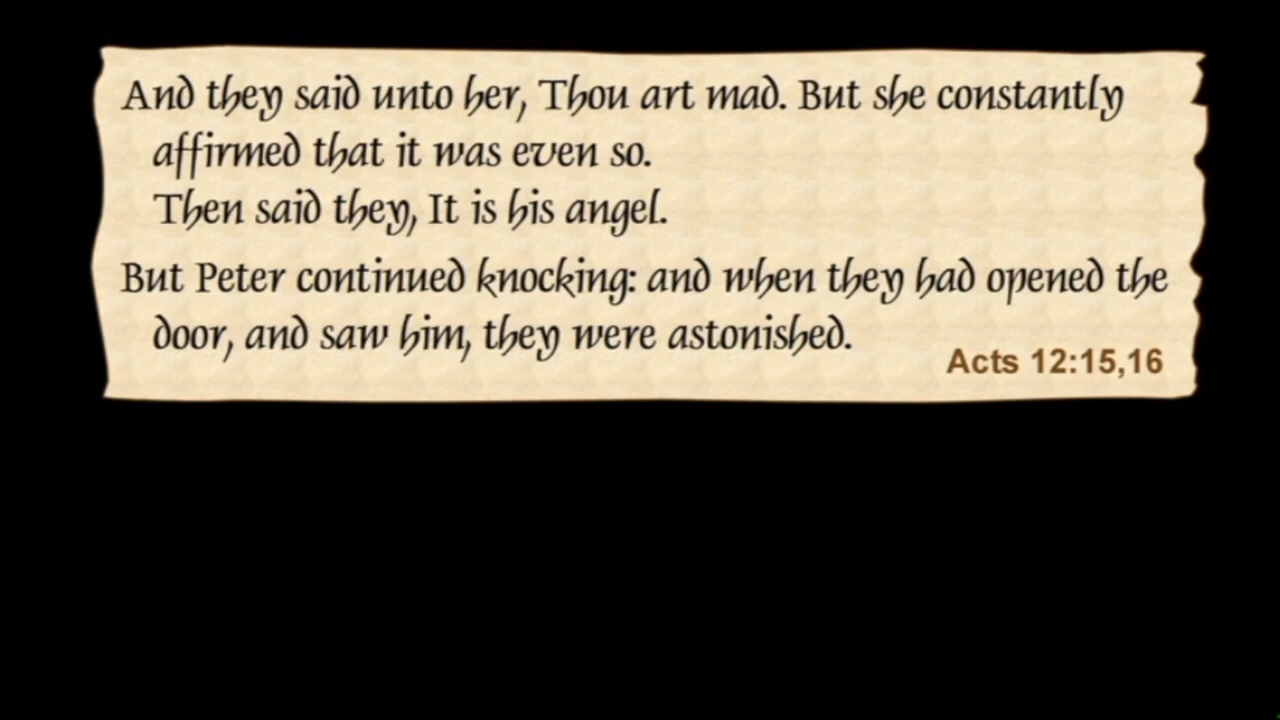 And they said unto her, Thou art mad. But she constantly
affirmed that it was even so.
Then said they, It is his angel.
But Peter continued knocking: and when they had opened the
door, and saw him, they were astonished.
Acts 12:15,16